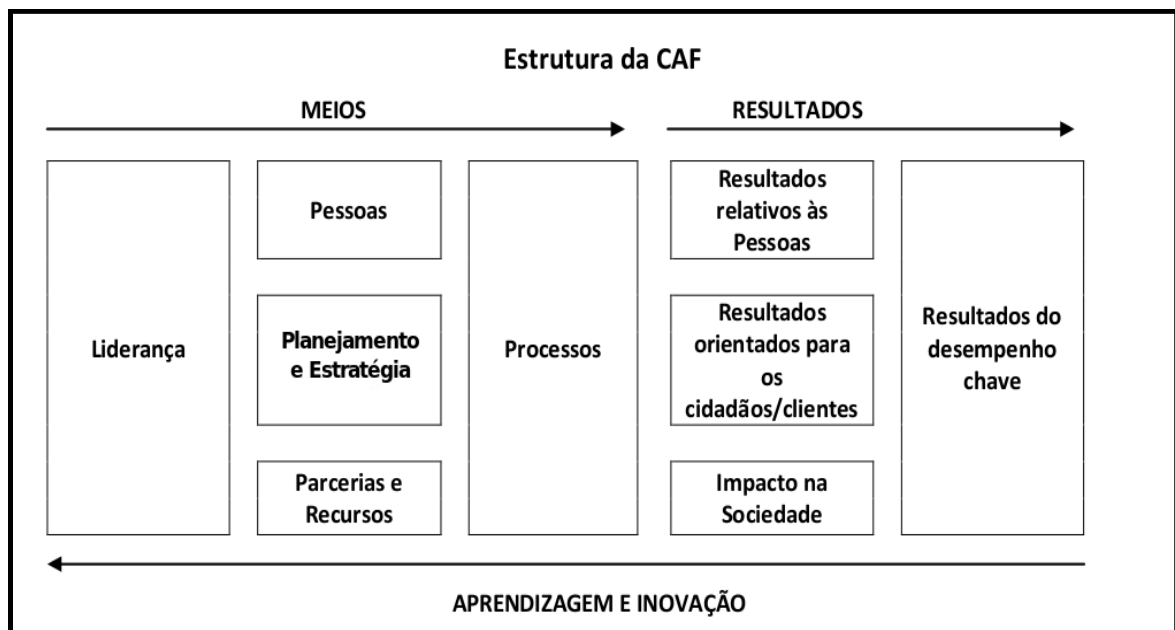 Estrutura da CAF
MEIOS
RESULTADOS
Liderança
Pessoas
Planejamento
e Estratégia
Parcerias e
Recursos
Processos
Resultados
relativos às
Pessoas
Resultados
orientados para
os
cidadãos/clientes
Impacto na
Sociedade
Resultados do
desempenho
chave
APRENDIZAGEM E INOVAÇÃO